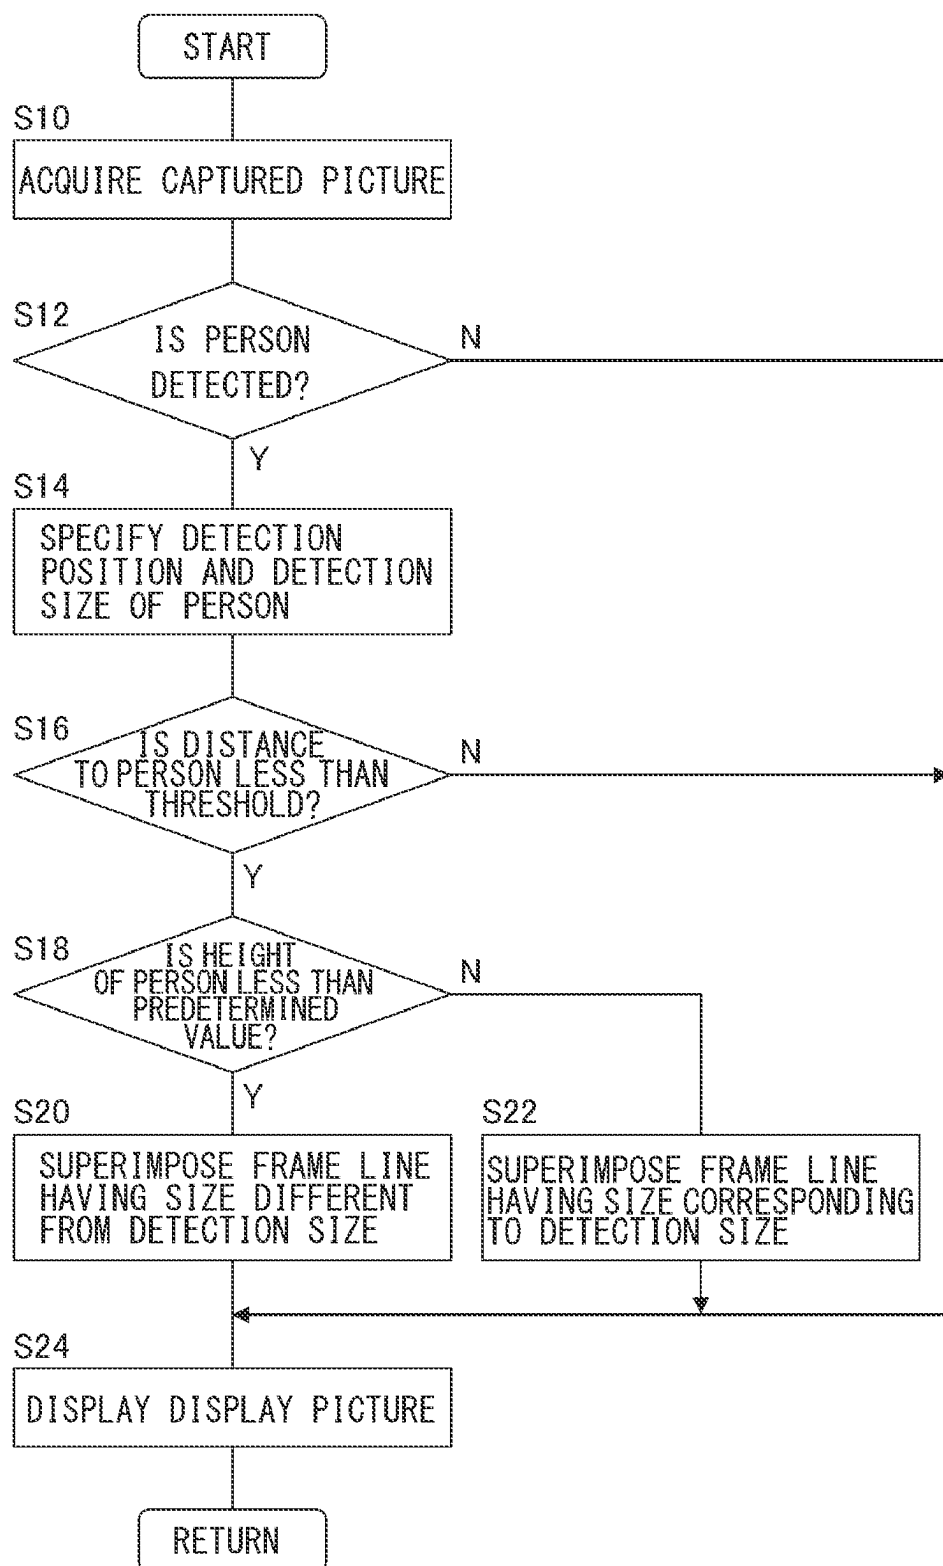 START
S10
ACQUIRE CAPTURED PICTURE
S12
IS PERSON
DETECTED?
N
Y
S14
SPECIFY DETECTION
POSITION AND DETECTION
SIZE OF PERSON
S16
IS DISTANCE
TO PERSON LESS THAN
THRESHOLD?
N
Y
S18
IS HEIGHT
OF PERSON LESS THAN
PREDETERMINED
VALUE?
N
Y
S20
SUPERIMPOSE FRAME LINE
HAVING SIZE DIFFERENT
FROM DETECTION SIZE
S22
SUPERIMPOSE FRAME LINE
HAVING SIZE CORRESPONDING
TO DETECTION SIZE
S24
DISPLAY DISPLAY PICTURE
RETURN